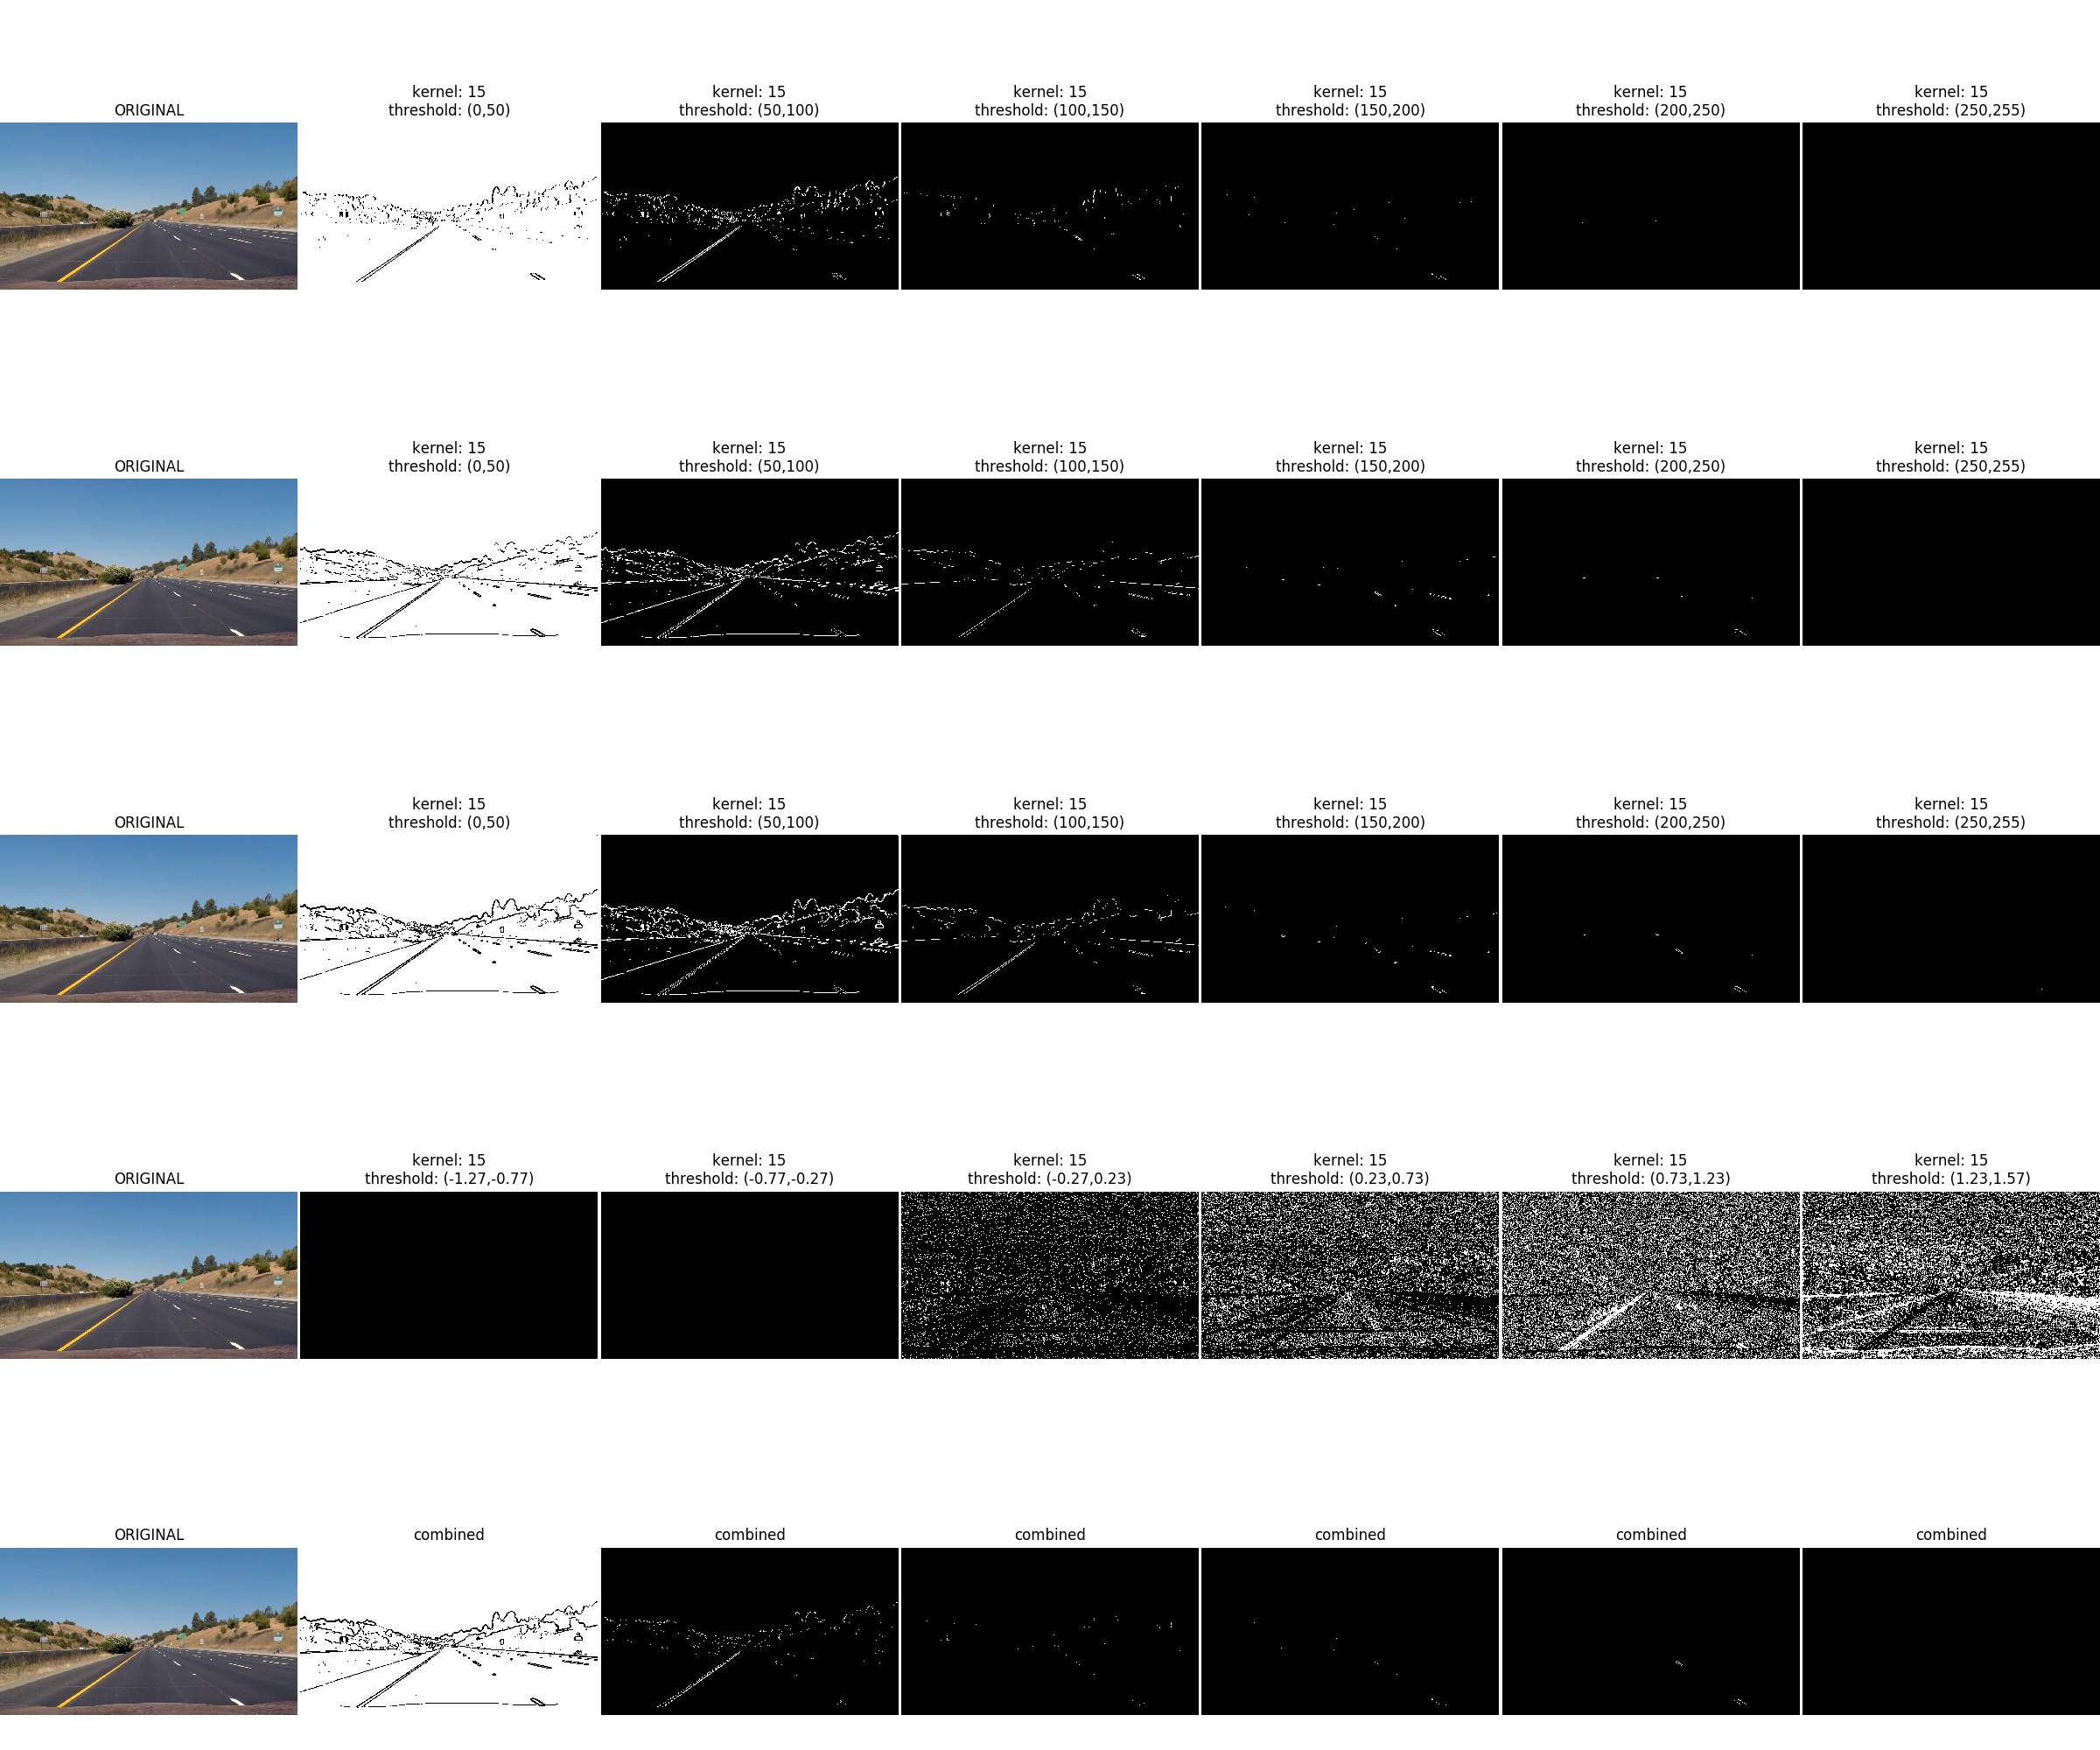 kernel: 15 kernel: 15 kernel: 15 kernel: 15 kernel: 15 kernel: 15
ORIGINAL threshold: (0,50) threshold: (50,100) threshold: (100,150) threshold: (150,200) threshold: (200,250) threshold: (250,255)
kernel: 15 kernel: 15 kernel: 15 kernel: 15 kernel: 15 kernel: 15
ORIGINAL threshold: (0,50) threshold: (50,100) threshold: (100,150) threshold: (150,200) threshold: (200,250) threshold: (250,255)
kernel: 15 kernel: 15 kernel: 15 kernel: 15 kernel: 15 kernel: 15
ORIGINAL threshold: (0,50) threshold: (50,100) threshold: (100,150) threshold: (150,200) threshold: (200,250) threshold: (250,255)
kernel: 15 kernel: 15 kernel: 15 kernel: 15 kernel: 15 kernel: 15
ORIGINAL threshold: (-1.27,-0.77) threshold: (-0.77,-0.27) threshold: (-0.27,0.23) threshold: (0.23,0.73) threshold: (0.73,1.23) threshold: (1.23,1.57)
ORIGINAL combined combined combined combined combined combined